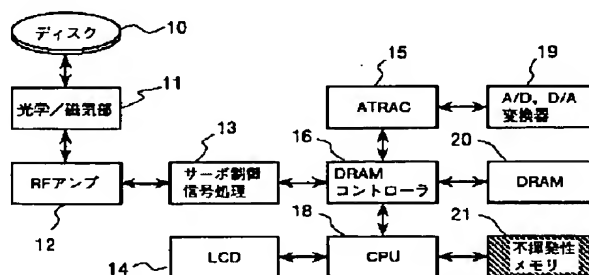 ディスク
10
光学/磁気部
11
RFアンプ
12
サーボ制御
信号処理
13
LCD
14
ATRAC
15
DRAM
コントローラ
16
CPU
18
A/D、D/A
変換器
19
DRAM
20
不揮発性
メモリ
21